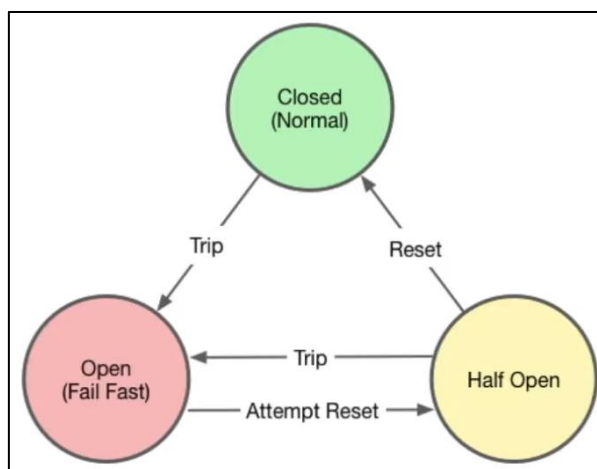 Closed
(Normal)
Trip
Reset
Open
(Fail Fast)
Trip
Half Open
Attempt Reset